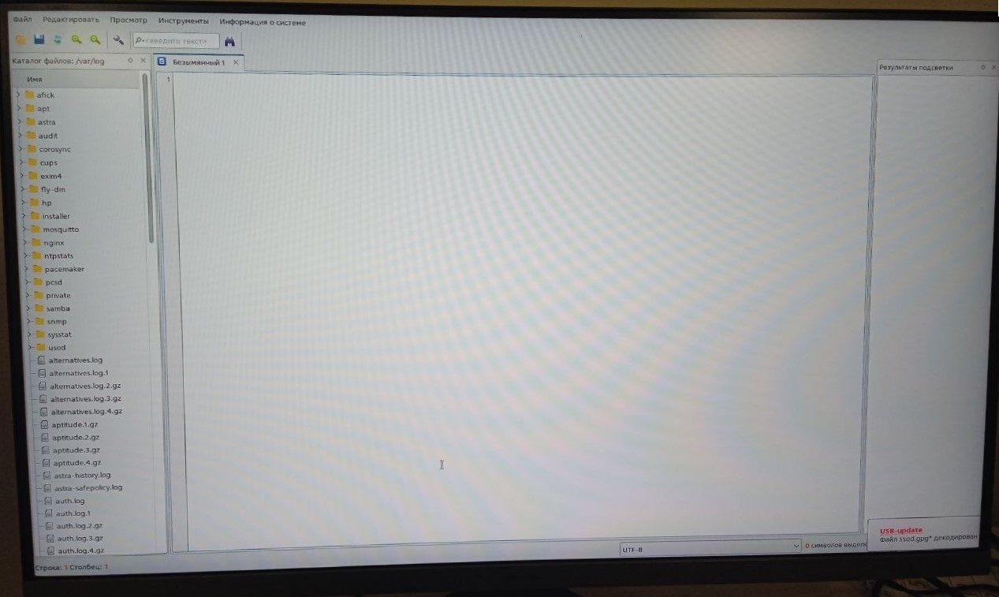 Файл Редактировать Просмотр Инструменты Информация о системе
<введите текст>
Каталог файлов: /var/log
Безымянный 1
Результаты подсветки
Имя
1
afick
apt
astra
audit
corosync
cups
exim4
fly-dm
hp
installer
mosquitto
nginx
ntpstats
pacemaker
pcsd
private
samba
snmp
sysstat
usod
alternatives.log
alternatives.log.1
alternatives.log.2.gz
alternatives.log.3.gz
alternatives.log.4.gz
aptitude.1.gz
aptitude.2.gz
aptitude.3.gz
aptitude.4.gz
astra-history.log
astra-safepolicy.log
auth.log
auth.log.1
auth.log.2.gz
auth.log.3.gz
auth.log.4.gz
USB-update
Файл ssod.gpg* декодирован
UTF-8
0 символов выделе
Строка: 1 Столбец: 1